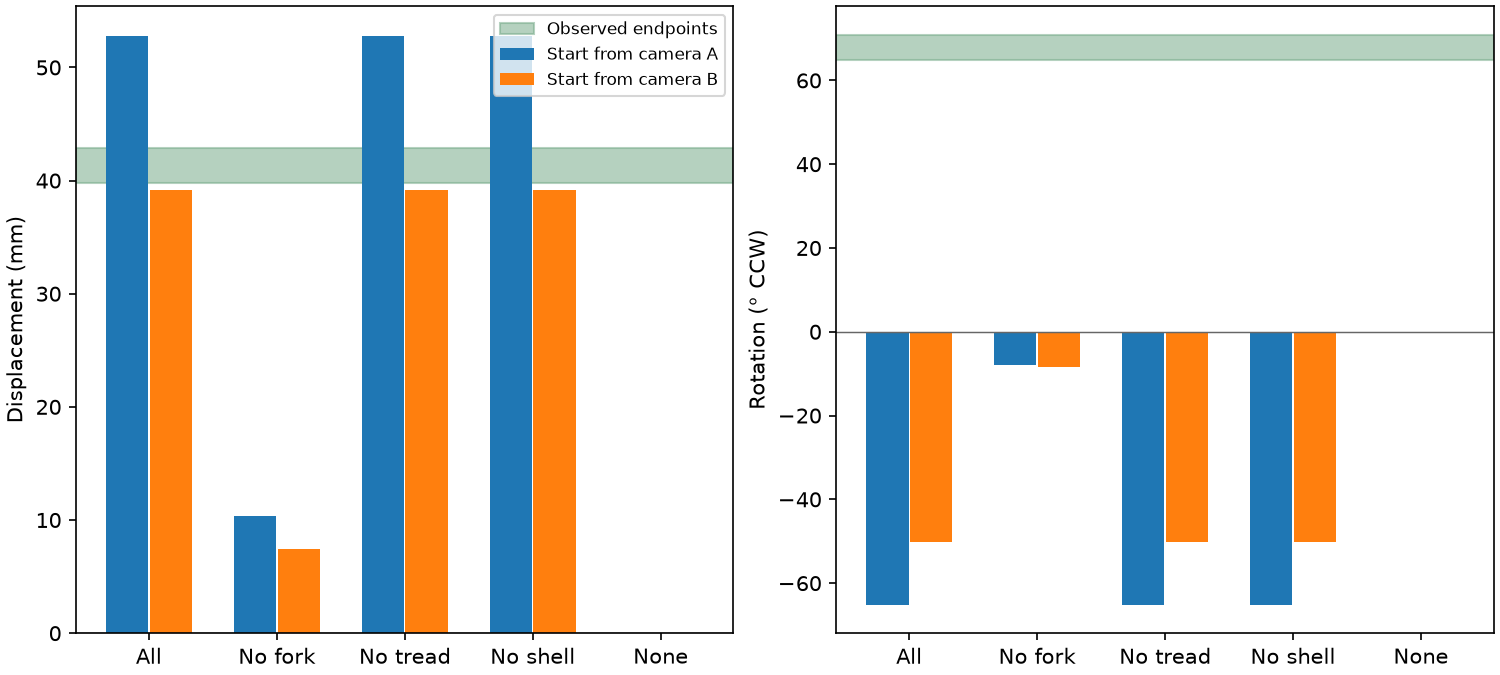 Displacement (mm)
50
40
30
20
10
0
Observed endpoints
Start from camera A
Start from camera B
All No fork No tread No shell None
Rotation (° CCW)
60
40
20
0
−20
−40
−60
All No fork No tread No shell None